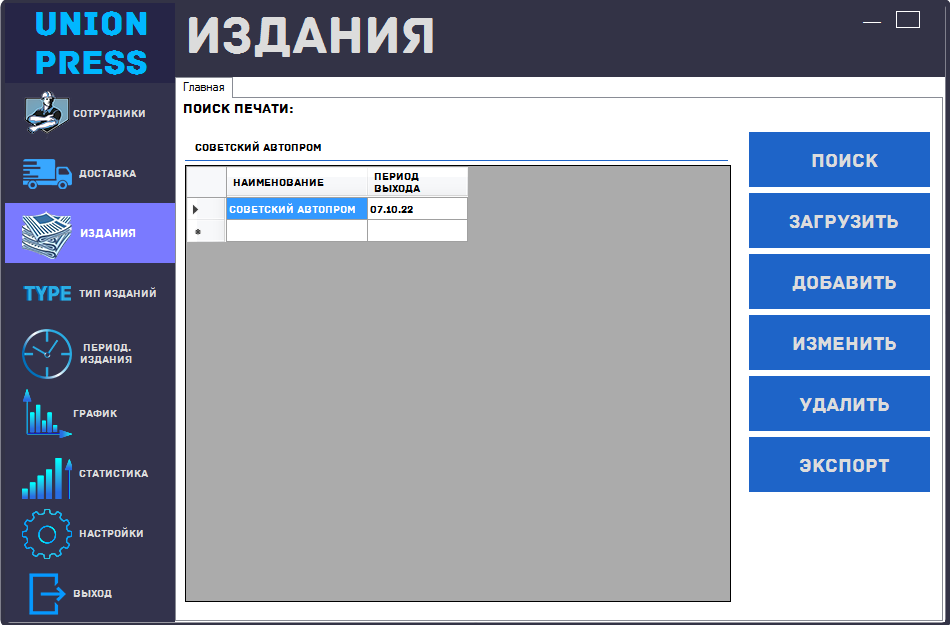 UNION
PRESS
ИЗДАНИЯ
СОТРУДНИКИ
ДОСТАВКА
ИЗДАНИЯ
TYPE ТИП ИЗДАНИЙ
ПЕРИОД.
ИЗДАНИЯ
ГРАФИК
СТАТИСТИКА
НАСТРОЙКИ
ВЫХОД
Главная
ПОИСК ПЕЧАТИ:
СОВЕТСКИЙ АВТОПРОМ
НАИМЕНОВАНИЕ
ПЕРИОД
ВЫХОДА
СОВЕТСКИЙ АВТОПРОМ 07.10.22
ПОИСК
ЗАГРУЗИТЬ
ДОБАВИТЬ
ИЗМЕНИТЬ
УДАЛИТЬ
ЭКСПОРТ